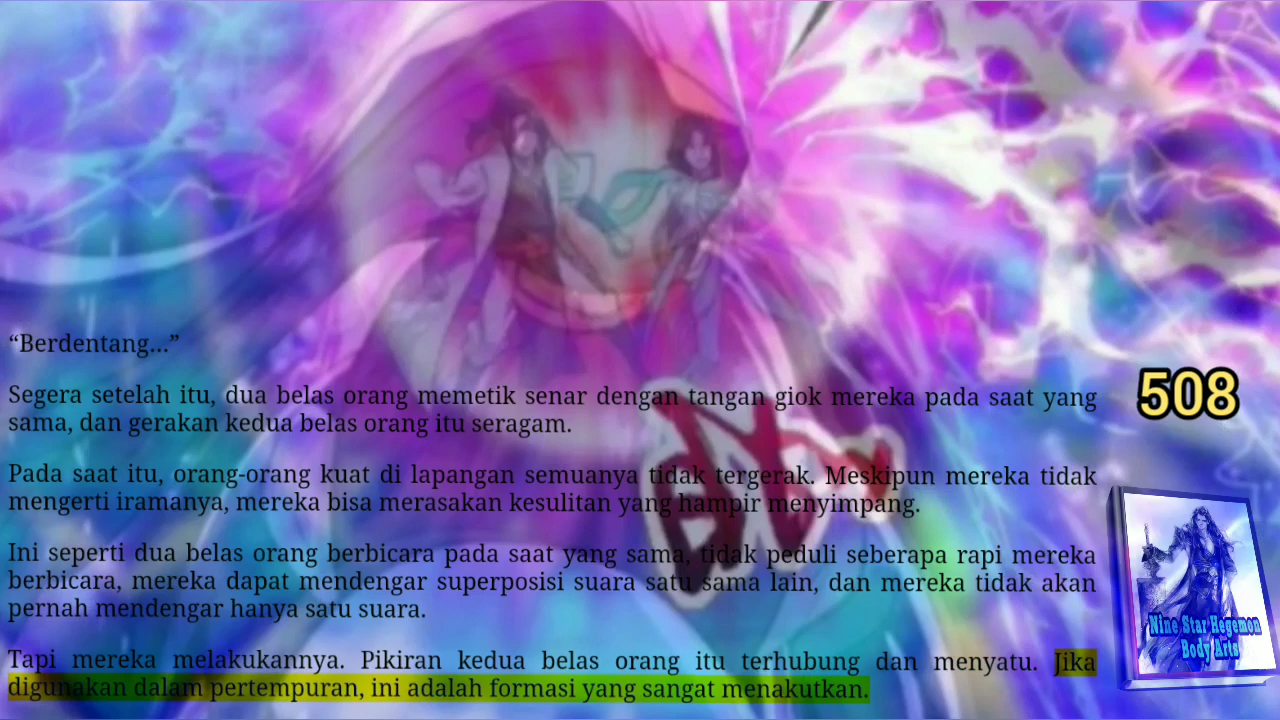 “Berdentang...”
Segera setelah itu, dua belas orang memetik senar dengan tangan giok mereka pada saat yang
sama, dan gerakan kedua belas orang itu seragam.
Pada saat itu, orang-orang kuat di lapangan semuanya tidak tergerak. Meskipun mereka tidak
mengerti iramanya, mereka bisa merasakan kesulitan yang hampir menyimpang.
Ini seperti dua belas orang berbicara pada saat yang sama, tidak peduli seberapa rapi mereka
berbicara, mereka dapat mendengar superposisi suara satu sama lain, dan mereka tidak akan
pernah mendengar hanya satu suara.
Tapi mereka melakukannya. Pikiran kedua belas orang itu terhubung dan menyatu. Jika
digunakan dalam pertempuran, ini adalah formasi yang sangat menakutkan.
508
Nine Star Hegemon
Body Arts